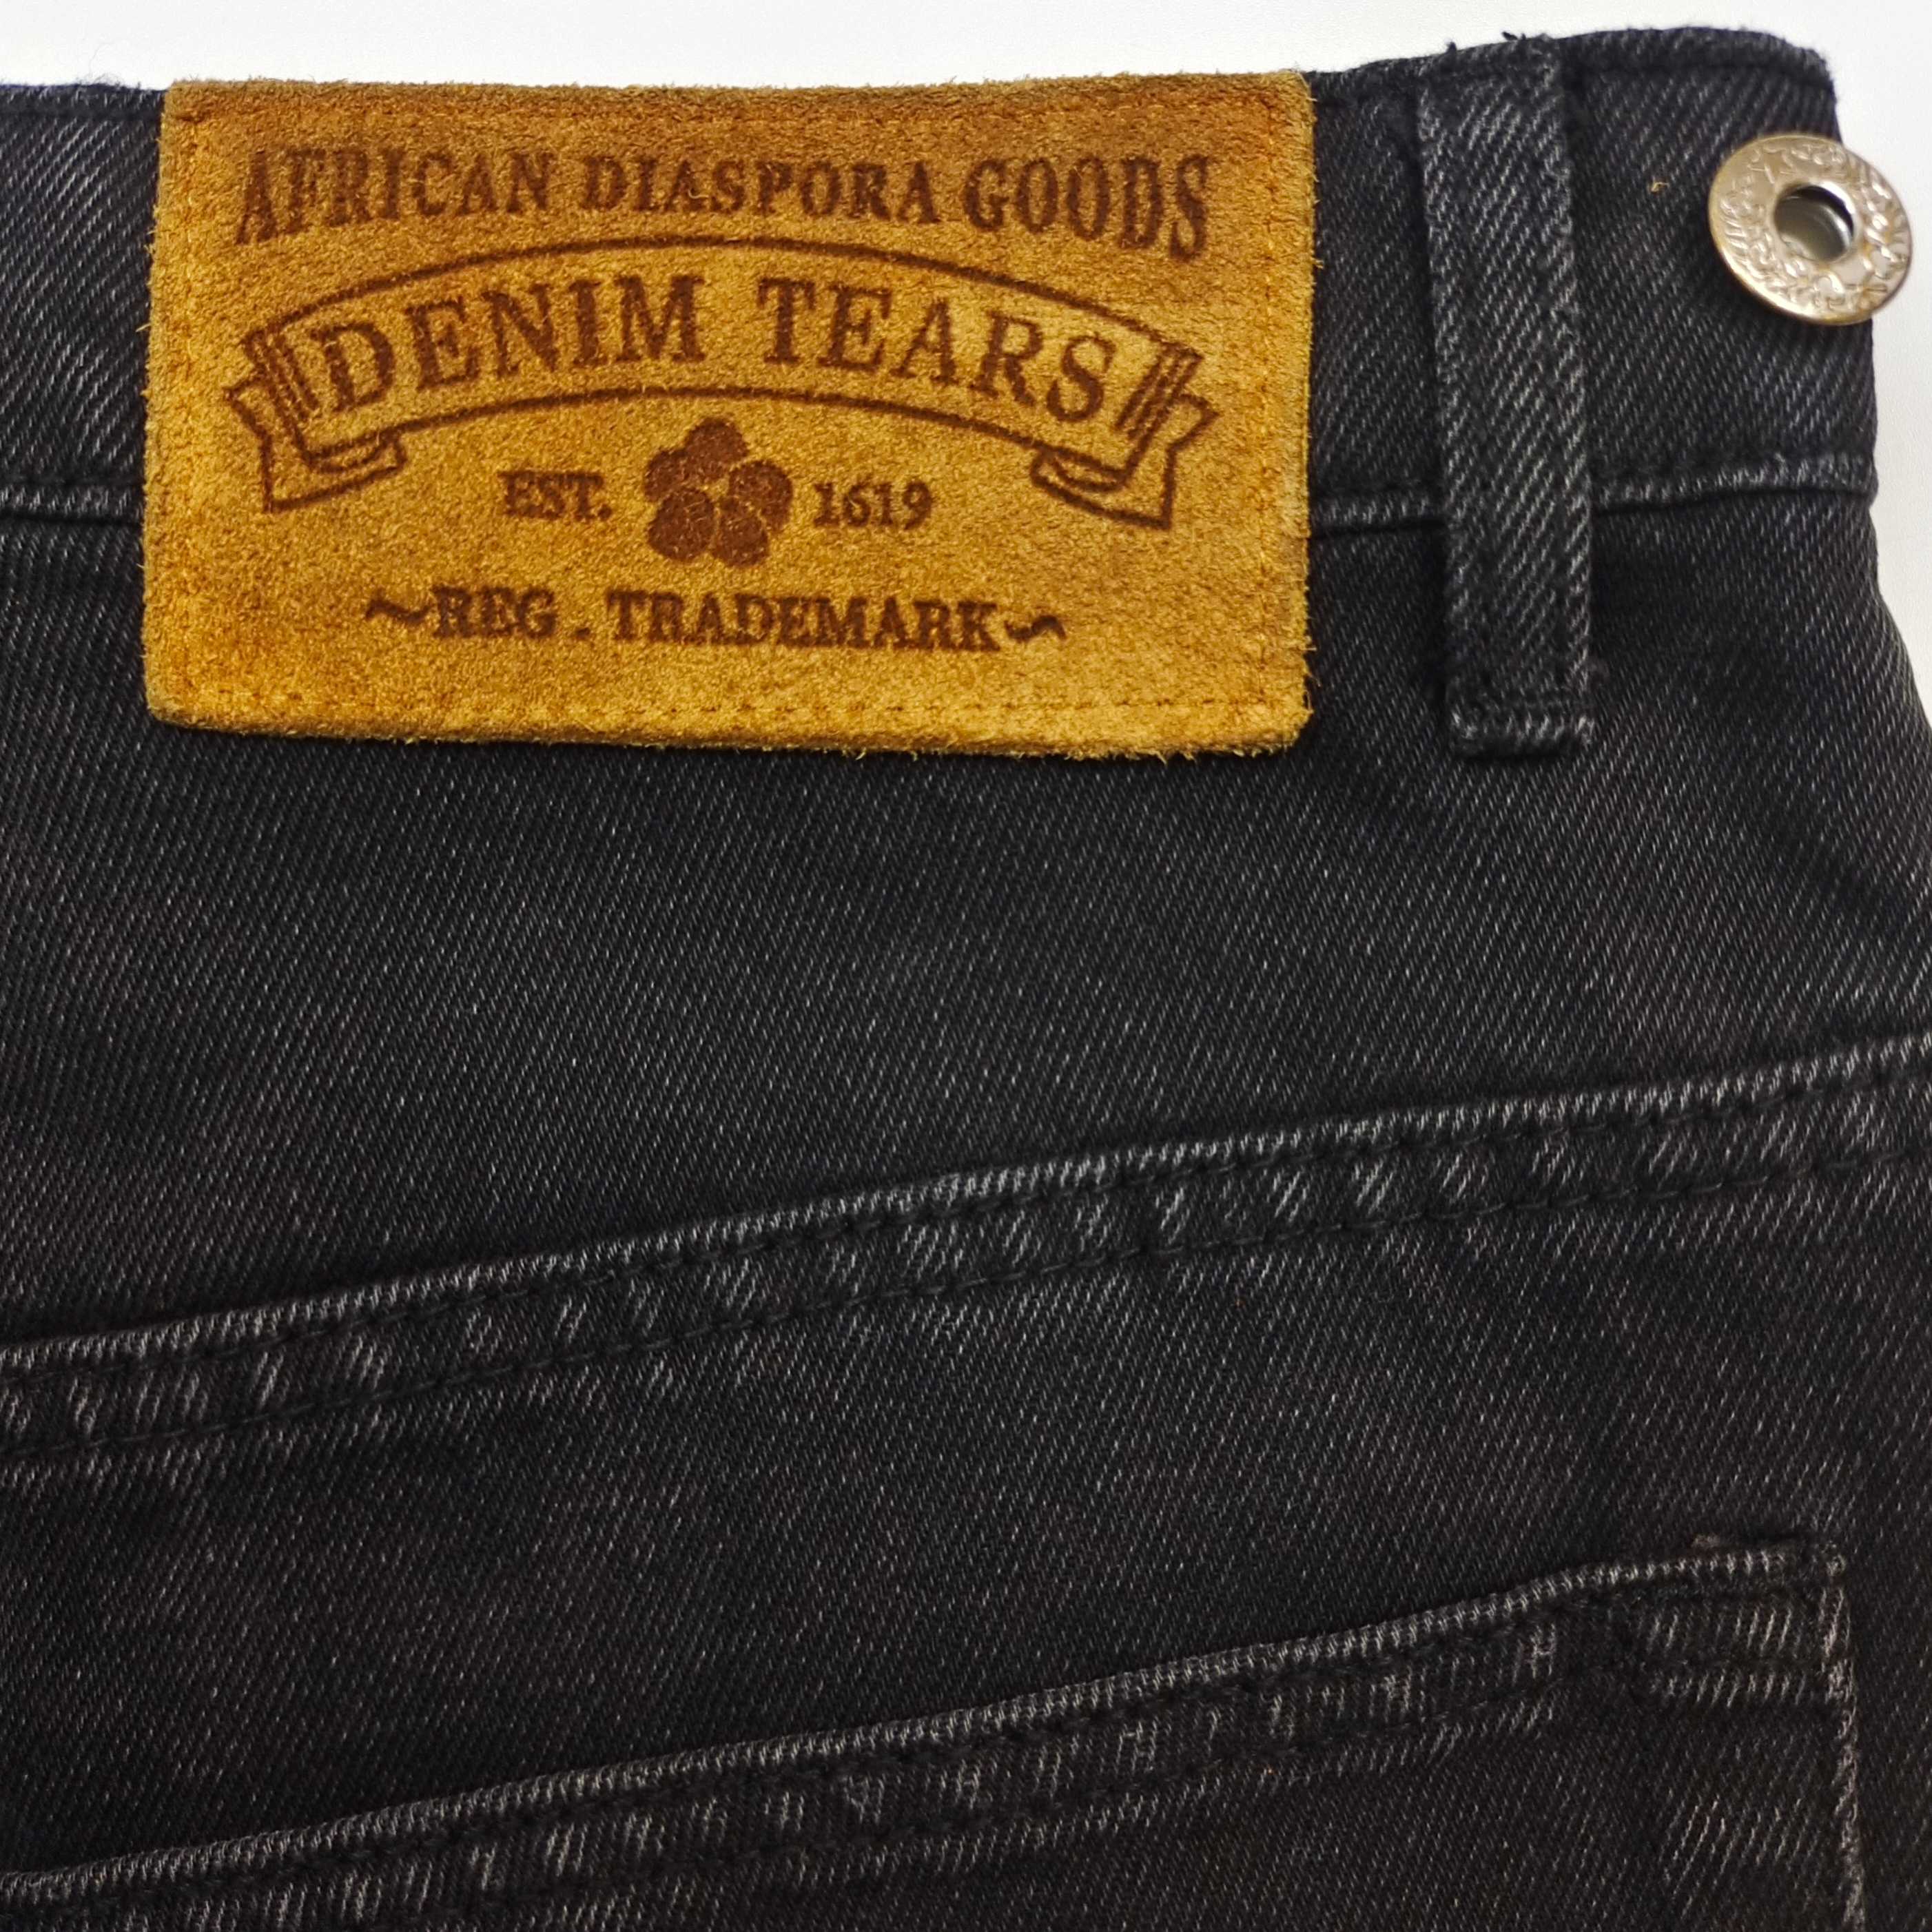 AFRICAN DIASPORA GOODS
DENIM TEARS
EST. 1619
~REG . TRADEMARK~